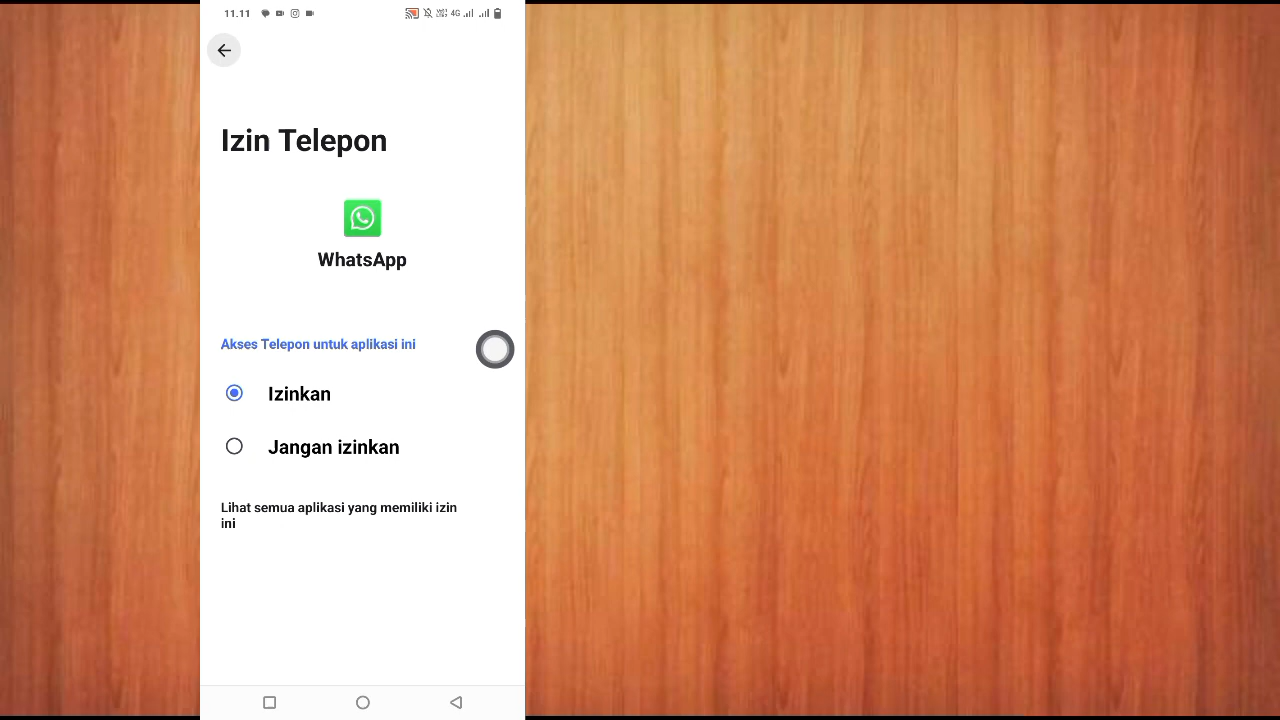 11.11
4G
Izin Telepon
WhatsApp
Akses Telepon untuk aplikasi ini
Izinkan
Jangan izinkan
Lihat semua aplikasi yang memiliki izin
ini